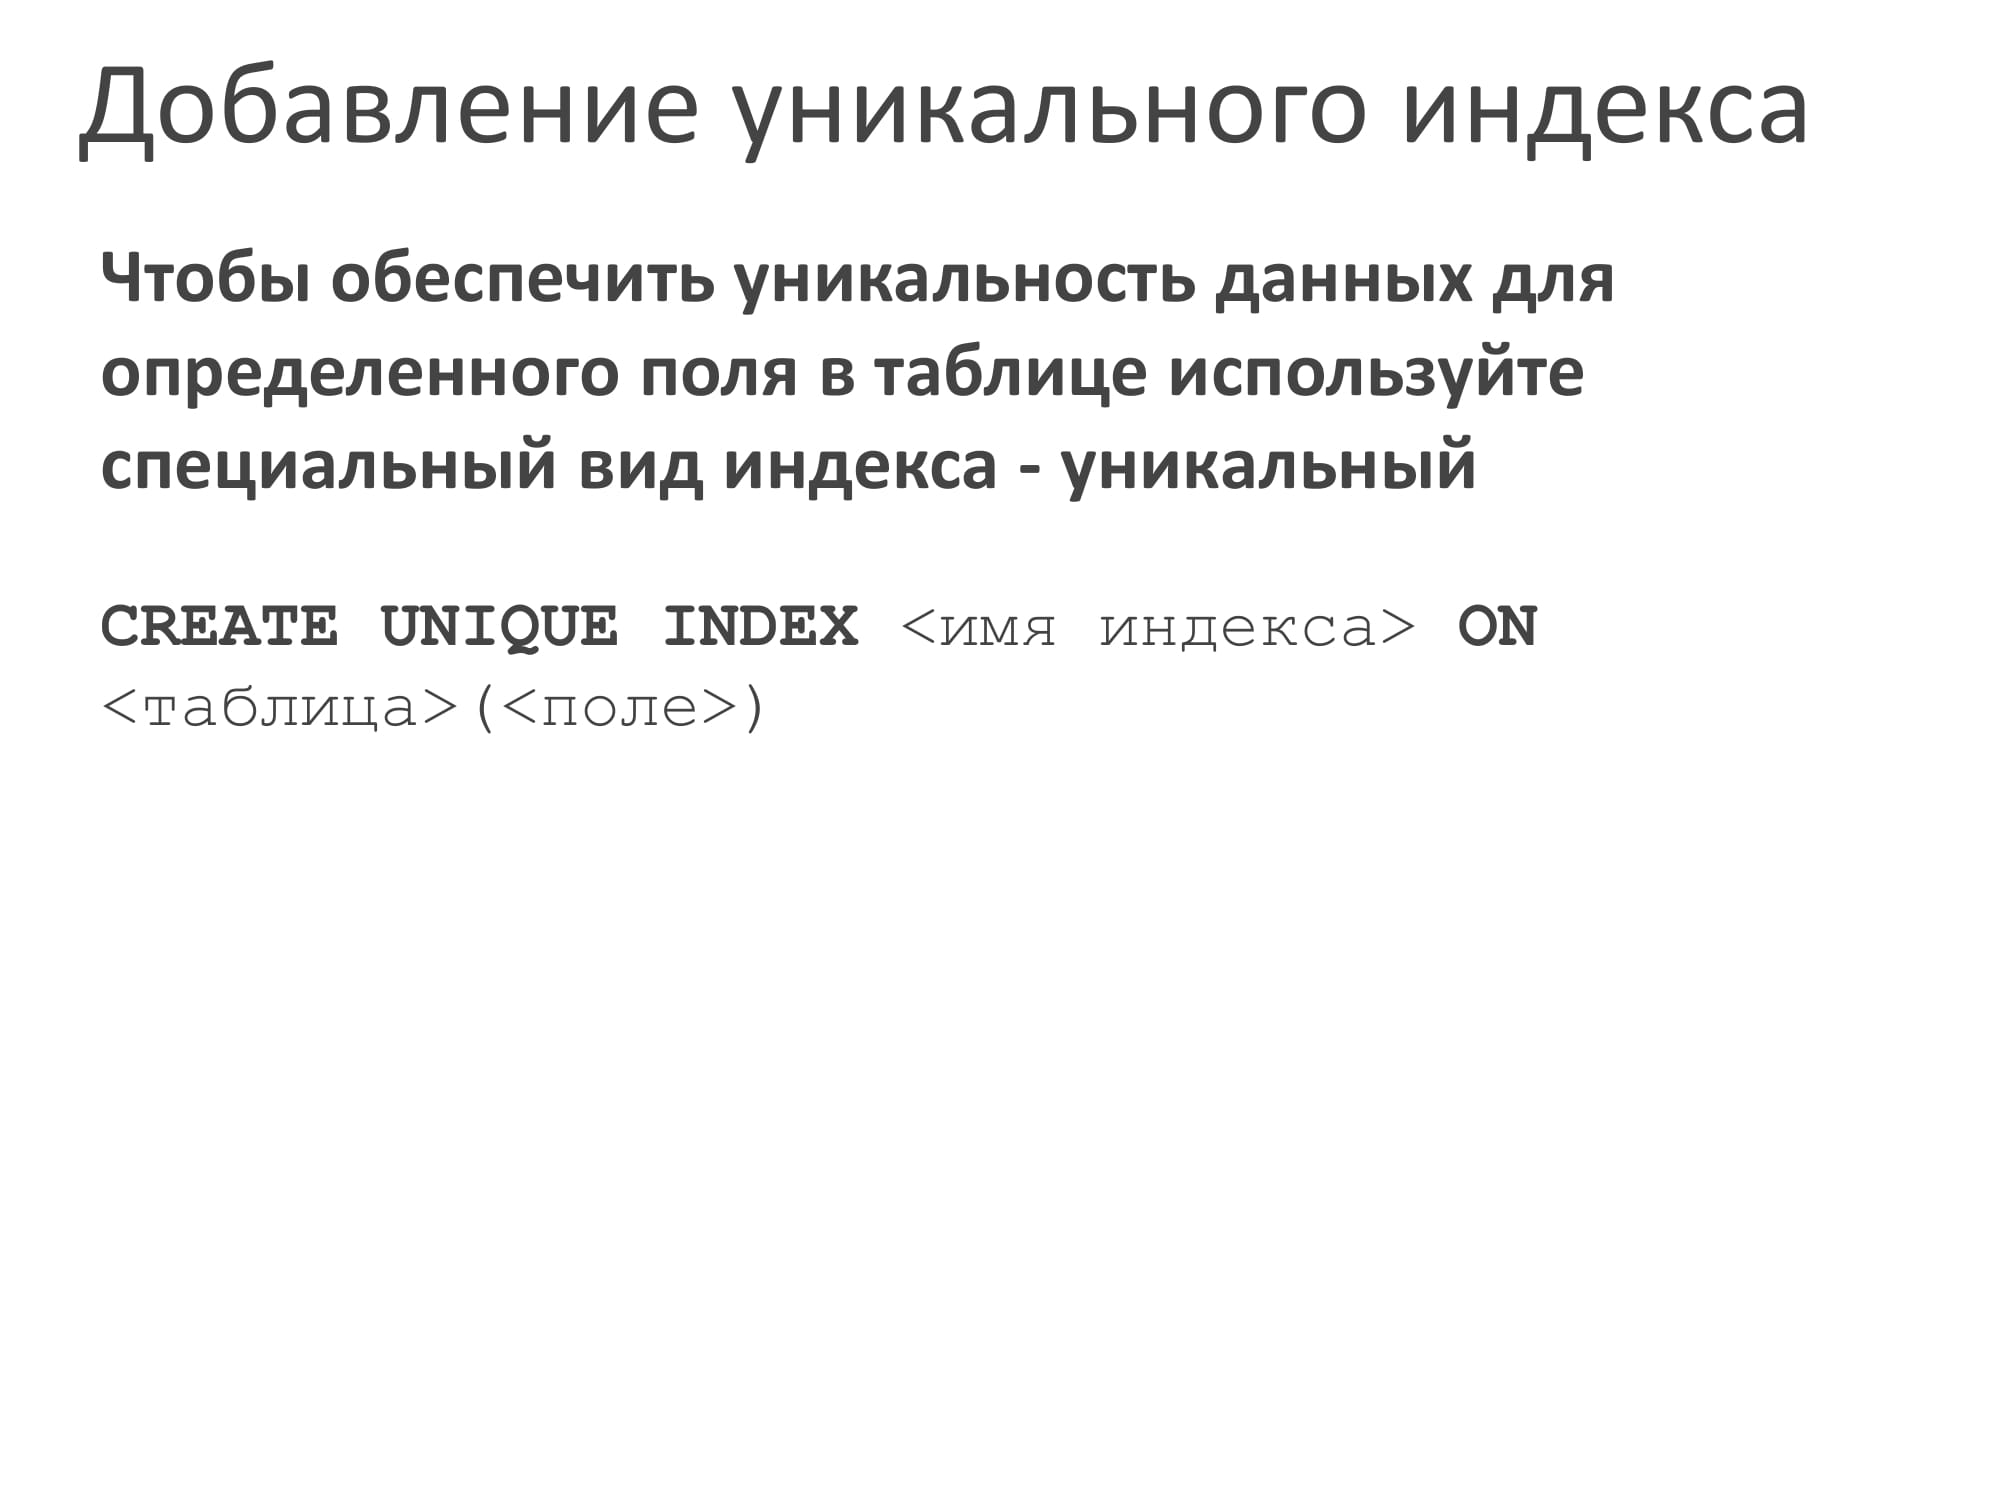 Добавление уникального индекса
Чтобы обеспечить уникальность данных для
определенного поля в таблице используйте
специальный вид индекса - уникальный
CREATE UNIQUE INDEX <имя индекса> ON
<таблица>(<поле>)